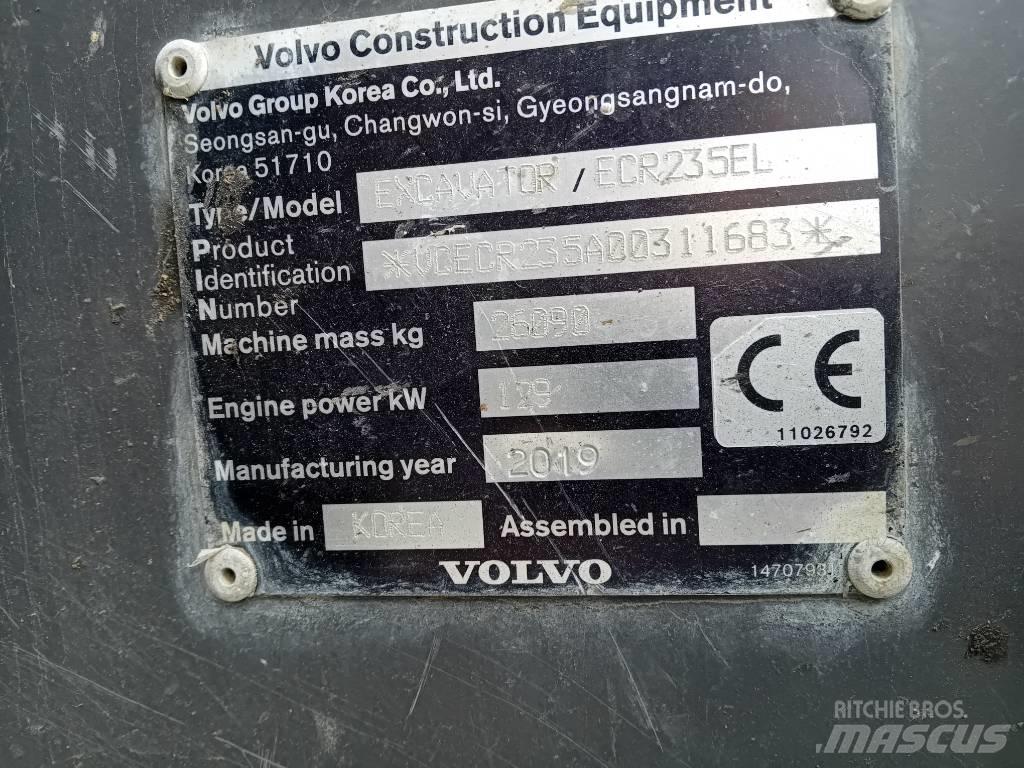 Volvo Construction Equipment
Volvo Group Korea Co., Ltd.
Seongsan-gu, Changwon-si, Gyeongsangnam-do,
Korea 51710
Type/Model EXCAVATOR / ECR235EL
Product
Identification *VCECR235A00311683*
Number
Machine mass kg 26090
Engine power kW 129
Manufacturing year 2019
CE
11026792
Made in KOREA Assembled in
VOLVO
RITCHIE BROS.
MASCUS